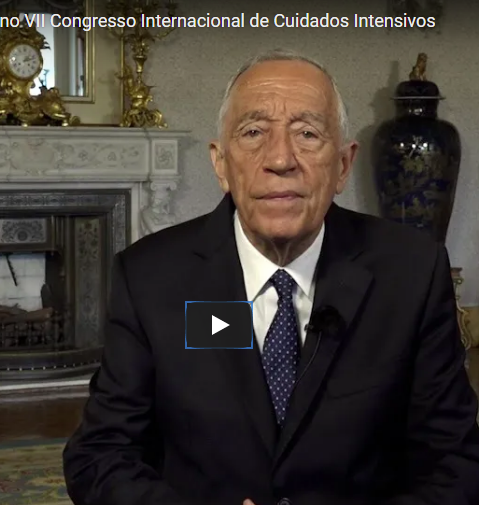 no VII Congresso Internacional de Cuidados Intensivos